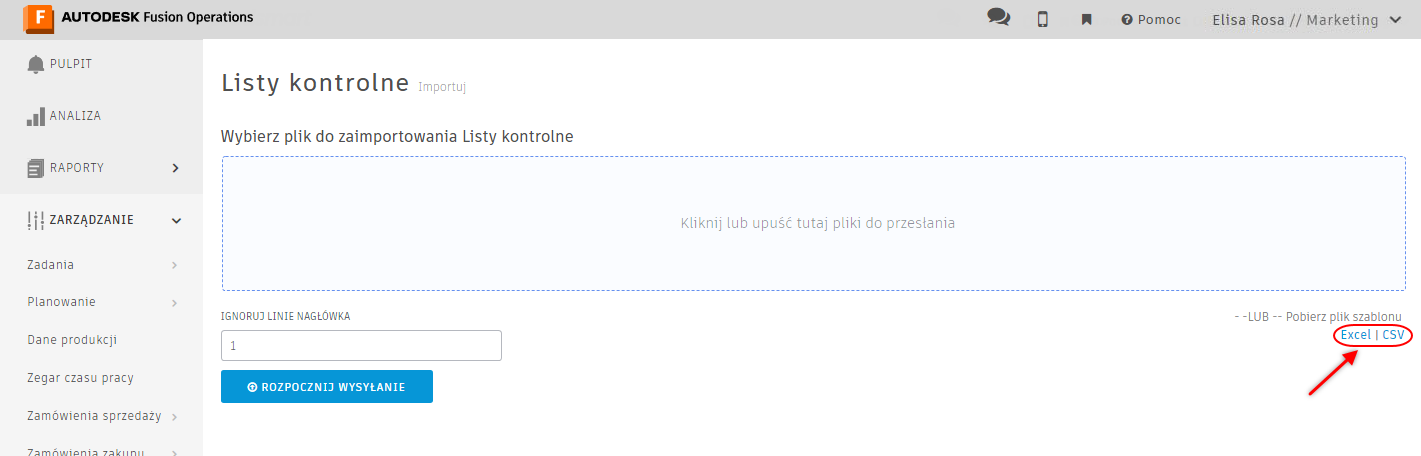 AUTODESK Fusion Operations
Pomoc
Elisa Rosa // Marketing
PULPIT
ANALIZA
RAPORTY
ZARZĄDZANIE
Zadania
Planowanie
Dane produkcji
Zegar czasu pracy
Zamówienia sprzedaży
Zamówienia zakupu
Listy kontrolne Importuj
Wybierz plik do zaimportowania Listy kontrolne
Kliknij lub upuść tutaj pliki do przesłania
IGNORUJ LINIE NAGŁÓWKA
1
ROZPOCZNIJ WYSYŁANIE
- -LUB -- Pobierz plik szablonu
Excel | CSV